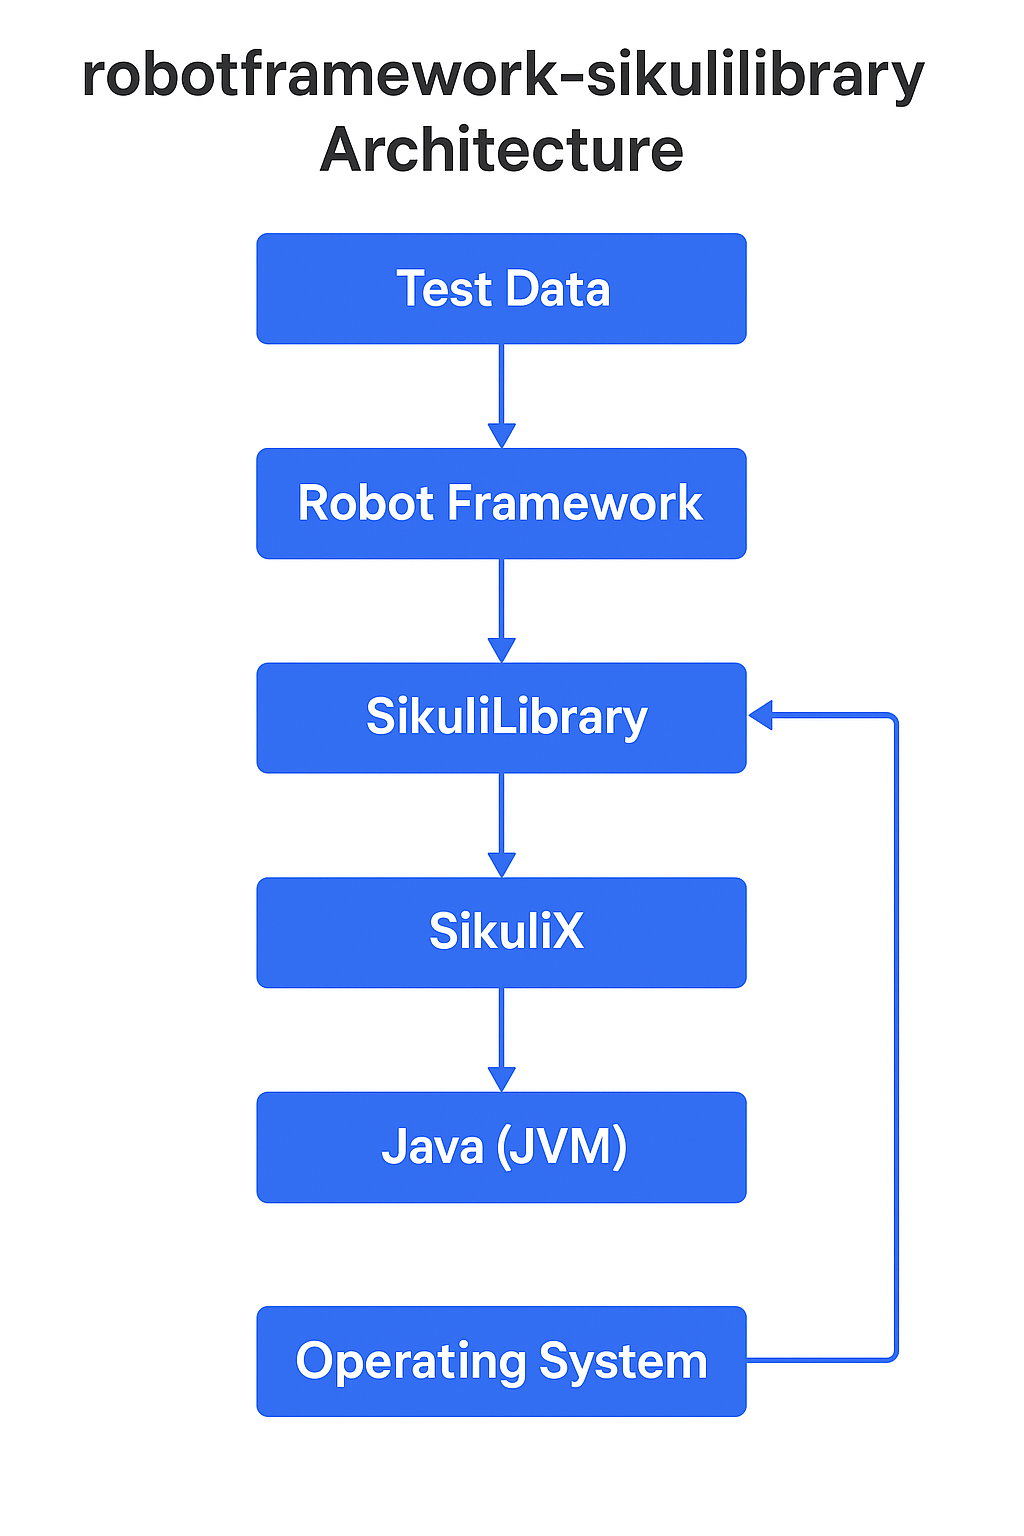 robotframework-sikulilibrary
Architecture
Test Data
Robot Framework
SikuliLibrary
SikuliX
Java (JVM)
Operating System